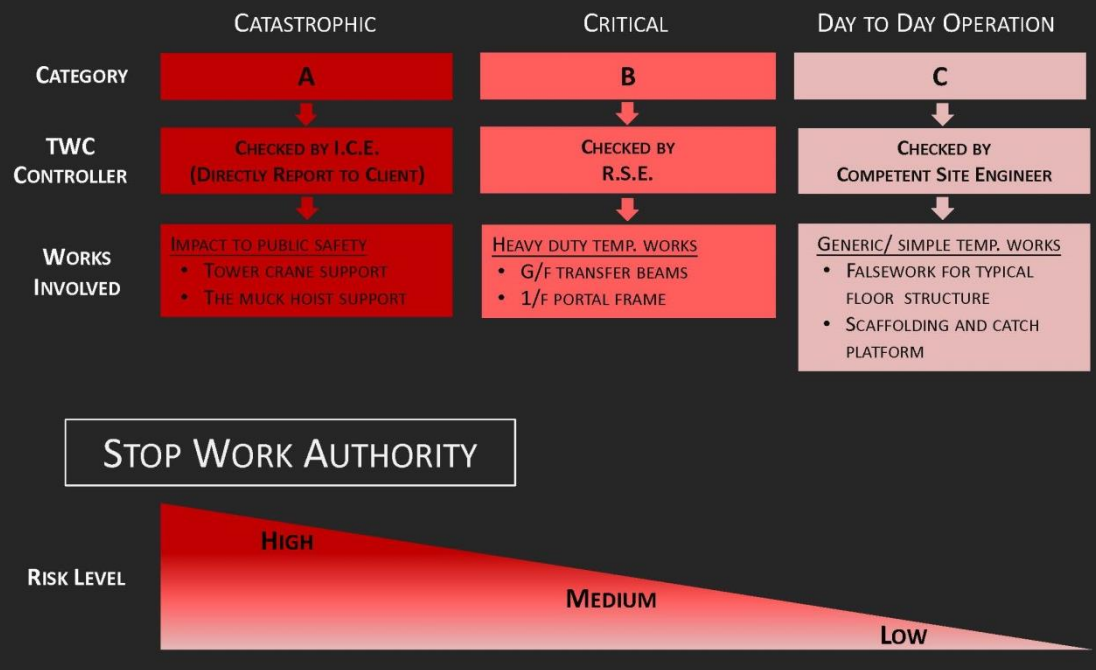 CATASTROPHIC
CRITICAL
DAY TO DAY OPERATION
CATEGORY
A
B
C
TWC
CONTROLLER
CHECKED BY I.C.E.
(DIRECTLY REPORT TO CLIENT)
CHECKED BY
R.S.E.
CHECKED BY
COMPETENT SITE ENGINEER
WORKS
INVOLVED
IMPACT TO PUBLIC SAFETY
• TOWER CRANE SUPPORT
• THE MUCK HOIST SUPPORT
HEAVY DUTY TEMP. WORKS
• G/F TRANSFER BEAMS
• 1/F PORTAL FRAME
GENERIC/ SIMPLE TEMP. WORKS
• FALSEWORK FOR TYPICAL
FLOOR STRUCTURE
• SCAFFOLDING AND CATCH
PLATFORM
STOP WORK AUTHORITY
RISK LEVEL
HIGH
MEDIUM
LOW